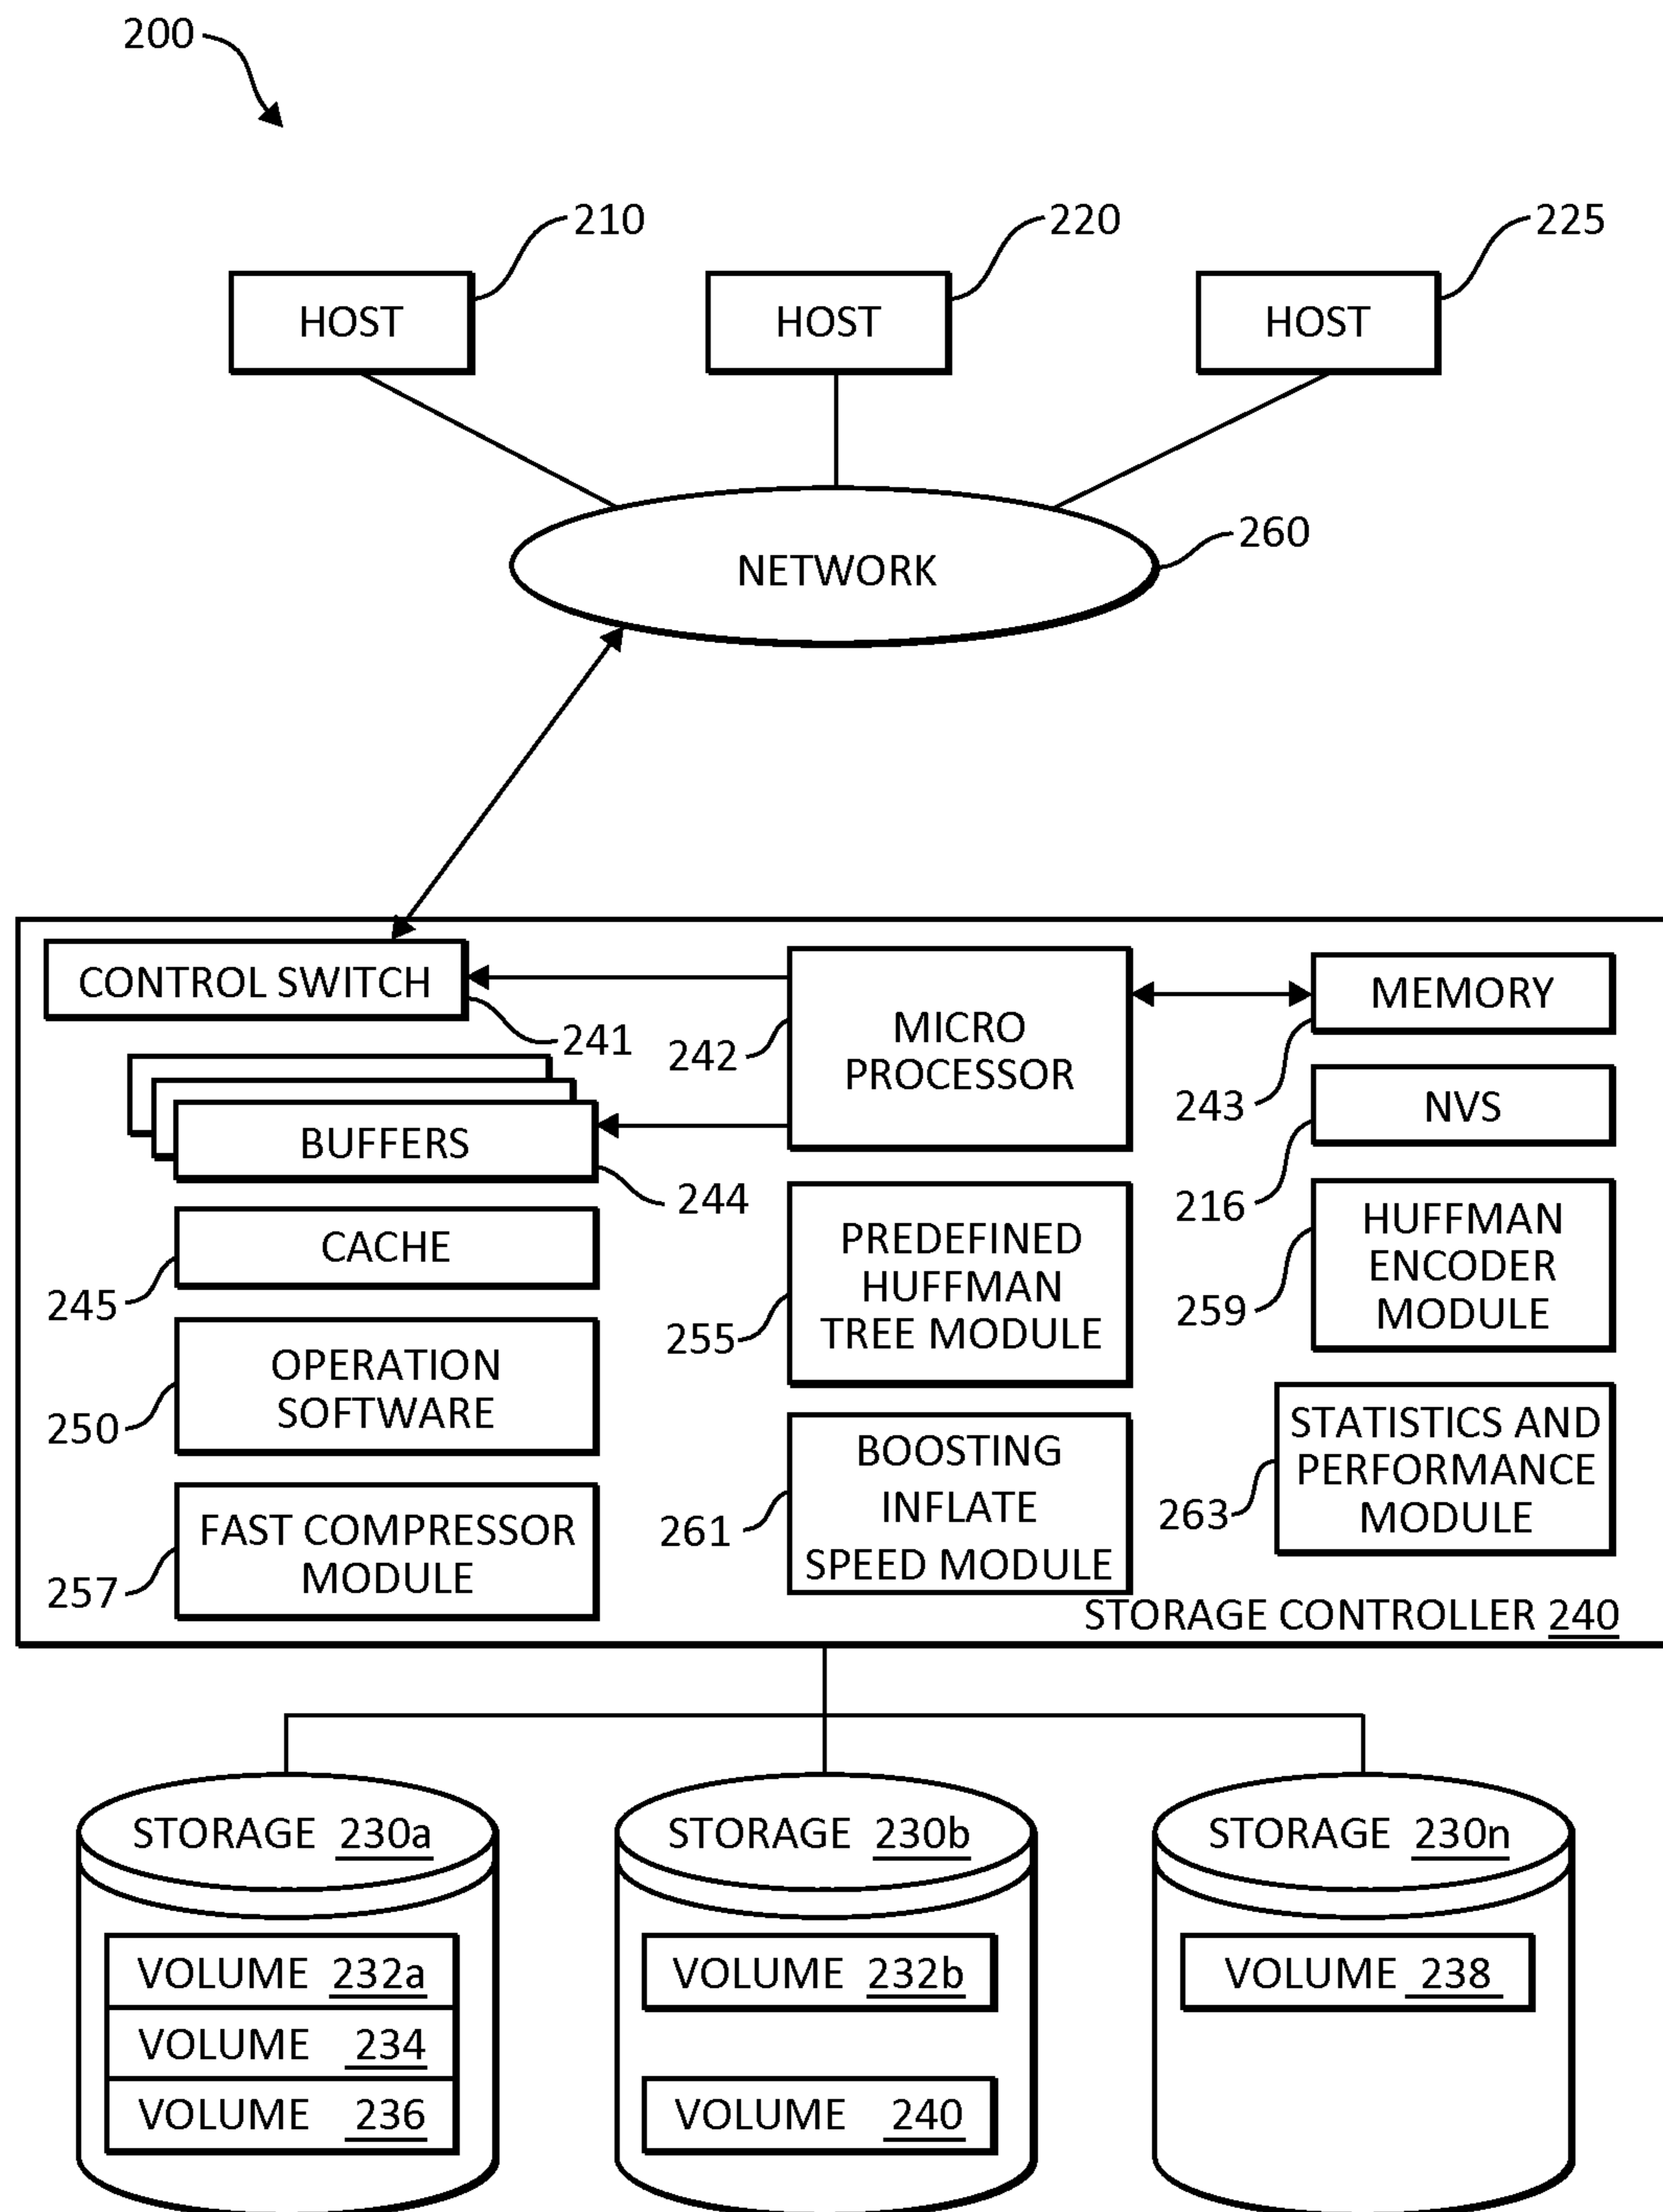 200
210
220
225
HOST
HOST
HOST
260
NETWORK
CONTROL SWITCH
241
242
MICRO
PROCESSOR
MEMORY
243
NVS
216
BUFFERS
244
CACHE
245
PREDEFINED
HUFFMAN
TREE MODULE
255
HUFFMAN
ENCODER
MODULE
259
OPERATION
SOFTWARE
250
BOOSTING
INFLATE
SPEED MODULE
261
STATISTICS AND
PERFORMANCE
MODULE
263
FAST COMPRESSOR
MODULE
257
STORAGE CONTROLLER 240
STORAGE 230a
VOLUME 232a
VOLUME 234
VOLUME 236
STORAGE 230b
VOLUME 232b
VOLUME 240
STORAGE 230n
VOLUME 238